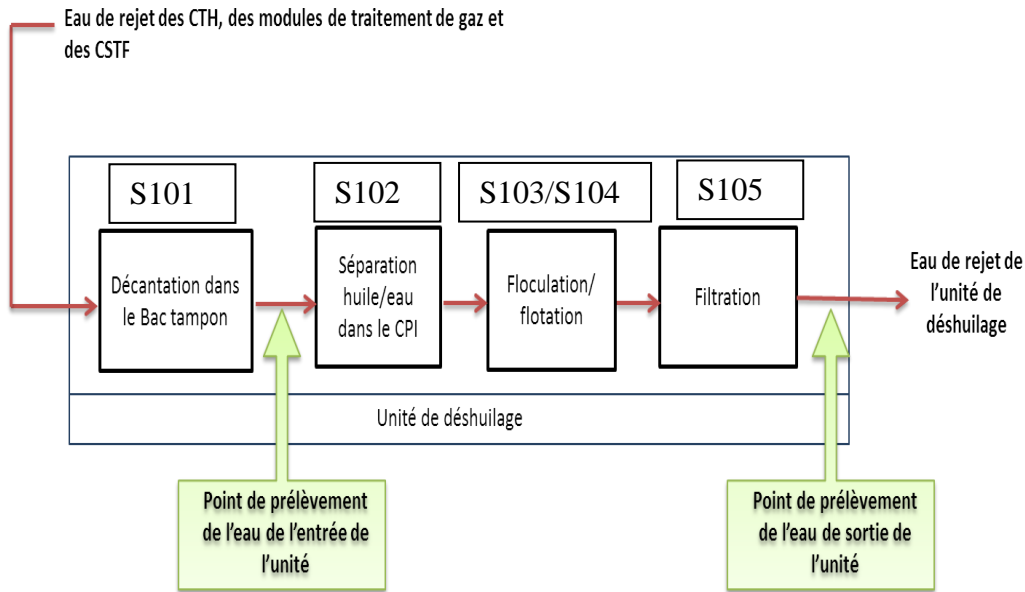 Eau de rejet des CTH, des modules de traitement de gaz et
des CSTF
S101
S102
S103/S104
S105
Décantation dans
le Bac tampon
Séparation
huile/eau
dans le CPI
Floculation/
flotation
Filtration
Eau de rejet de
l'unité de
déshuilage
Unité de déshuilage
Point de prélèvement
de l'eau de l'entrée de
l'unité
Point de prélèvement
de l'eau de sortie de
l'unité